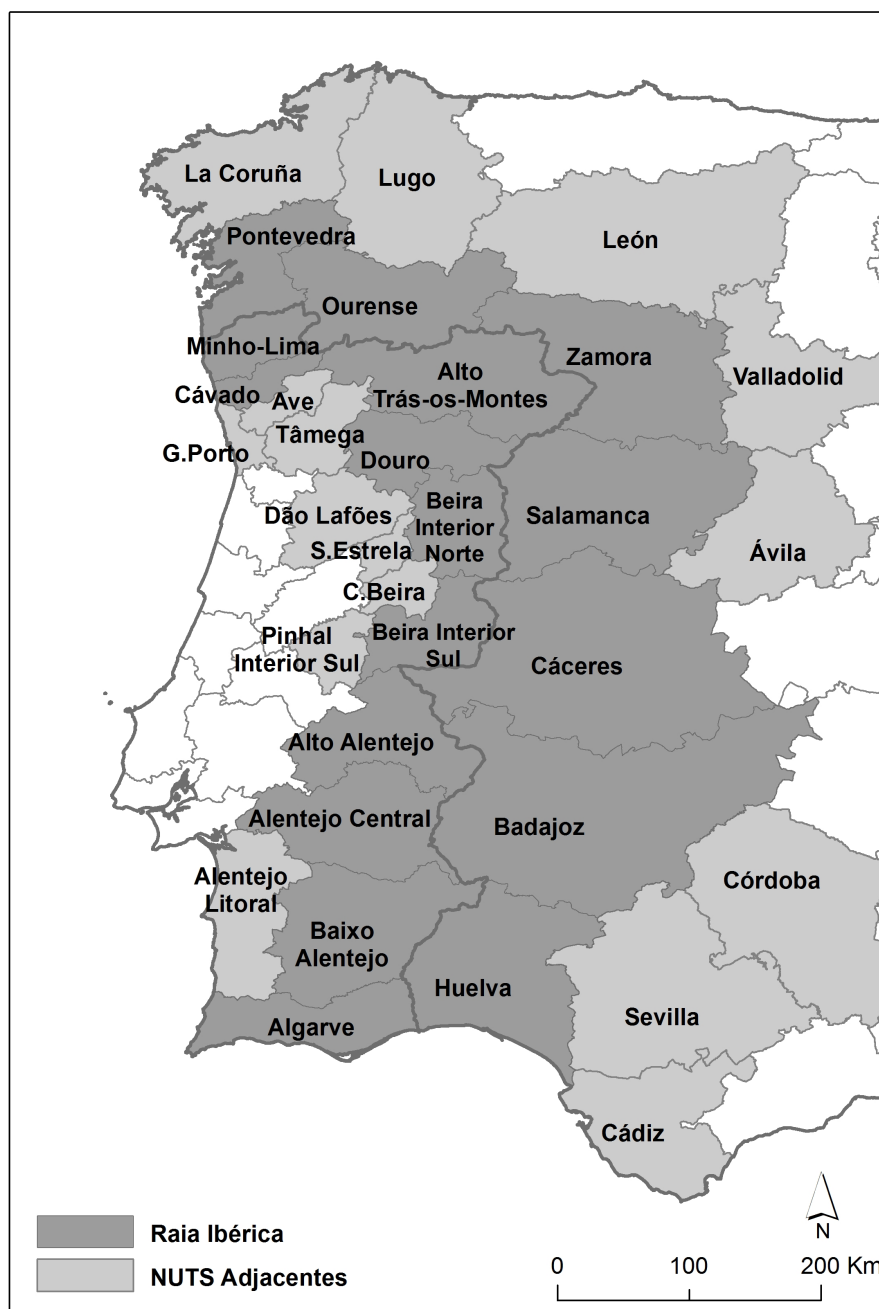 La Coruña
Lugo
Pontevedra
León
Ourense
Minho-Lima
Zamora
Alto
Trás-os-Montes
Valladolid
Cávado
Ave
Tâmega
G.Porto
Douro
Dão Lafões
Beira
Interior
Norte
Salamanca
S.Estrela
Ávila
C.Beira
Beira Interior
Sul
Pinhal
Interior Sul
Cáceres
Alto Alentejo
Alentejo Central
Badajoz
Alentejo
Litoral
Córdoba
Baixo
Alentejo
Huelva
Sevilla
Algarve
Cádiz
N
Raia Ibérica
NUTS Adjacentes
0 100 200 Km